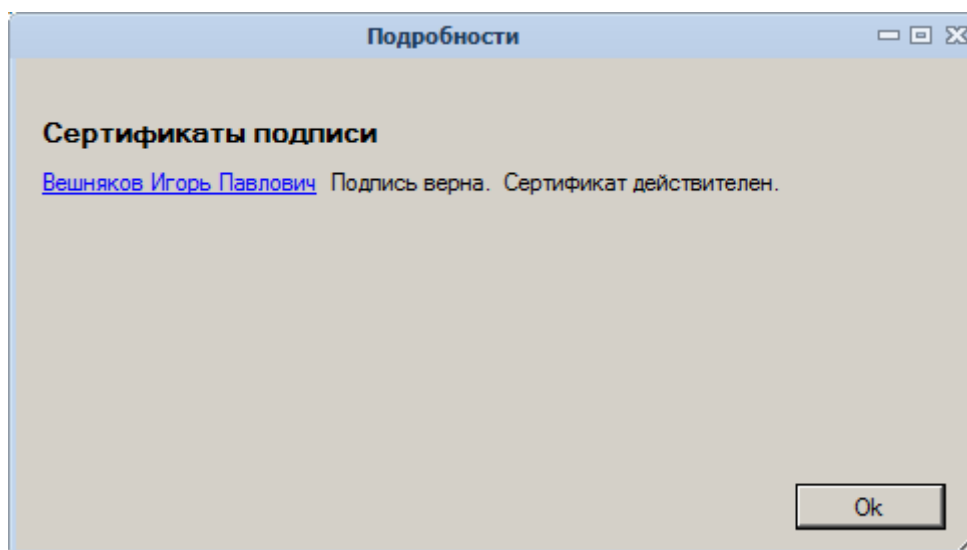 Подробности
Сертификаты подписи
Вешняков Игорь Павлович Подпись верна. Сертификат действителен.
Ok